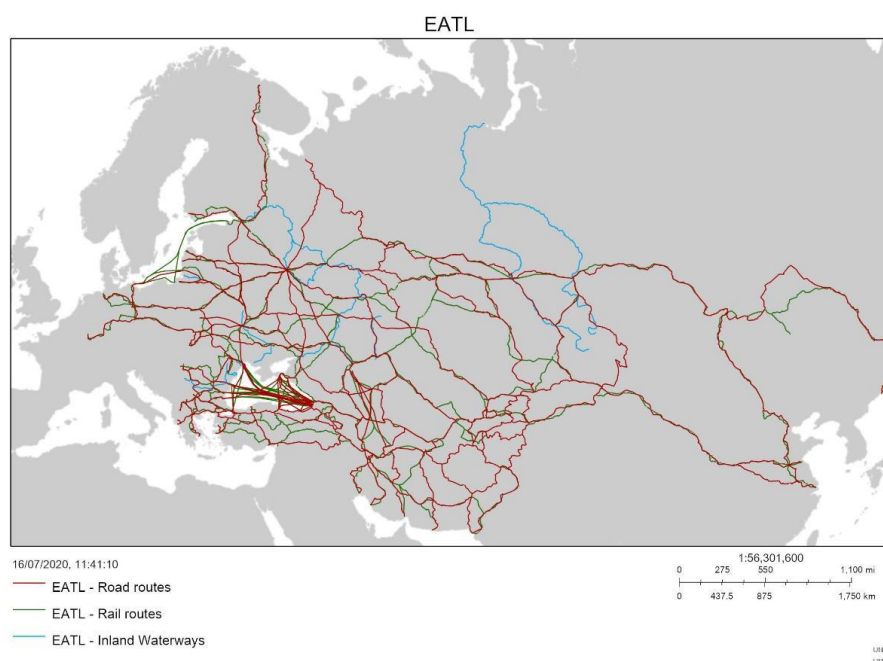 EATL
16/07/2020, 11:41:10
EATL - Road routes
EATL - Rail routes
EATL - Inland Waterways
1:56,301,600
0 275 550 1,100 mi
0 437.5 875 1,750 km